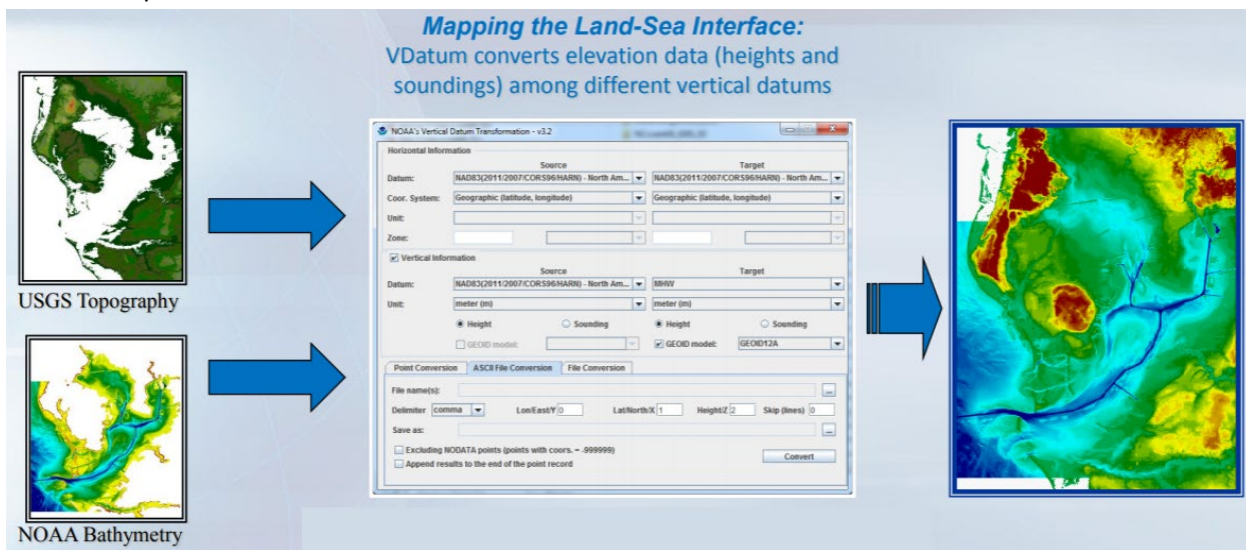 Mapping the Land-Sea Interface:
VDatum converts elevation data (heights and
soundings) among different vertical datums
USGS Topography
NOAA Bathymetry
NOAA's Vertical Datum Transformation - v3.2
Horizontal Information
Source Target
Datum: NAD83(2011/2007/CORS96/HARN) - North Am... NAD83(2011/2007/CORS96/HARN) - North Am...
Coor. System: Geographic (latitude, longitude) Geographic (latitude, longitude)
Unit:
Zone:
Vertical Information
Source Target
Datum: NAD83(2011/2007/CORS96/HARN) - North Am... MHW
Unit: meter (m) meter (m)
Height Sounding Height Sounding
GEOID model: GEOID model: GEOID12A
Point Conversion ASCII File Conversion File Conversion
File name(s): ...
Delimiter comma Lon/East/Y 0 Lat/North/X 1 Height/Z 2 Skip (lines) 0
Save as: ...
Excluding NODATA points (points with coors. = -999999)
Append results to the end of the point record
Convert